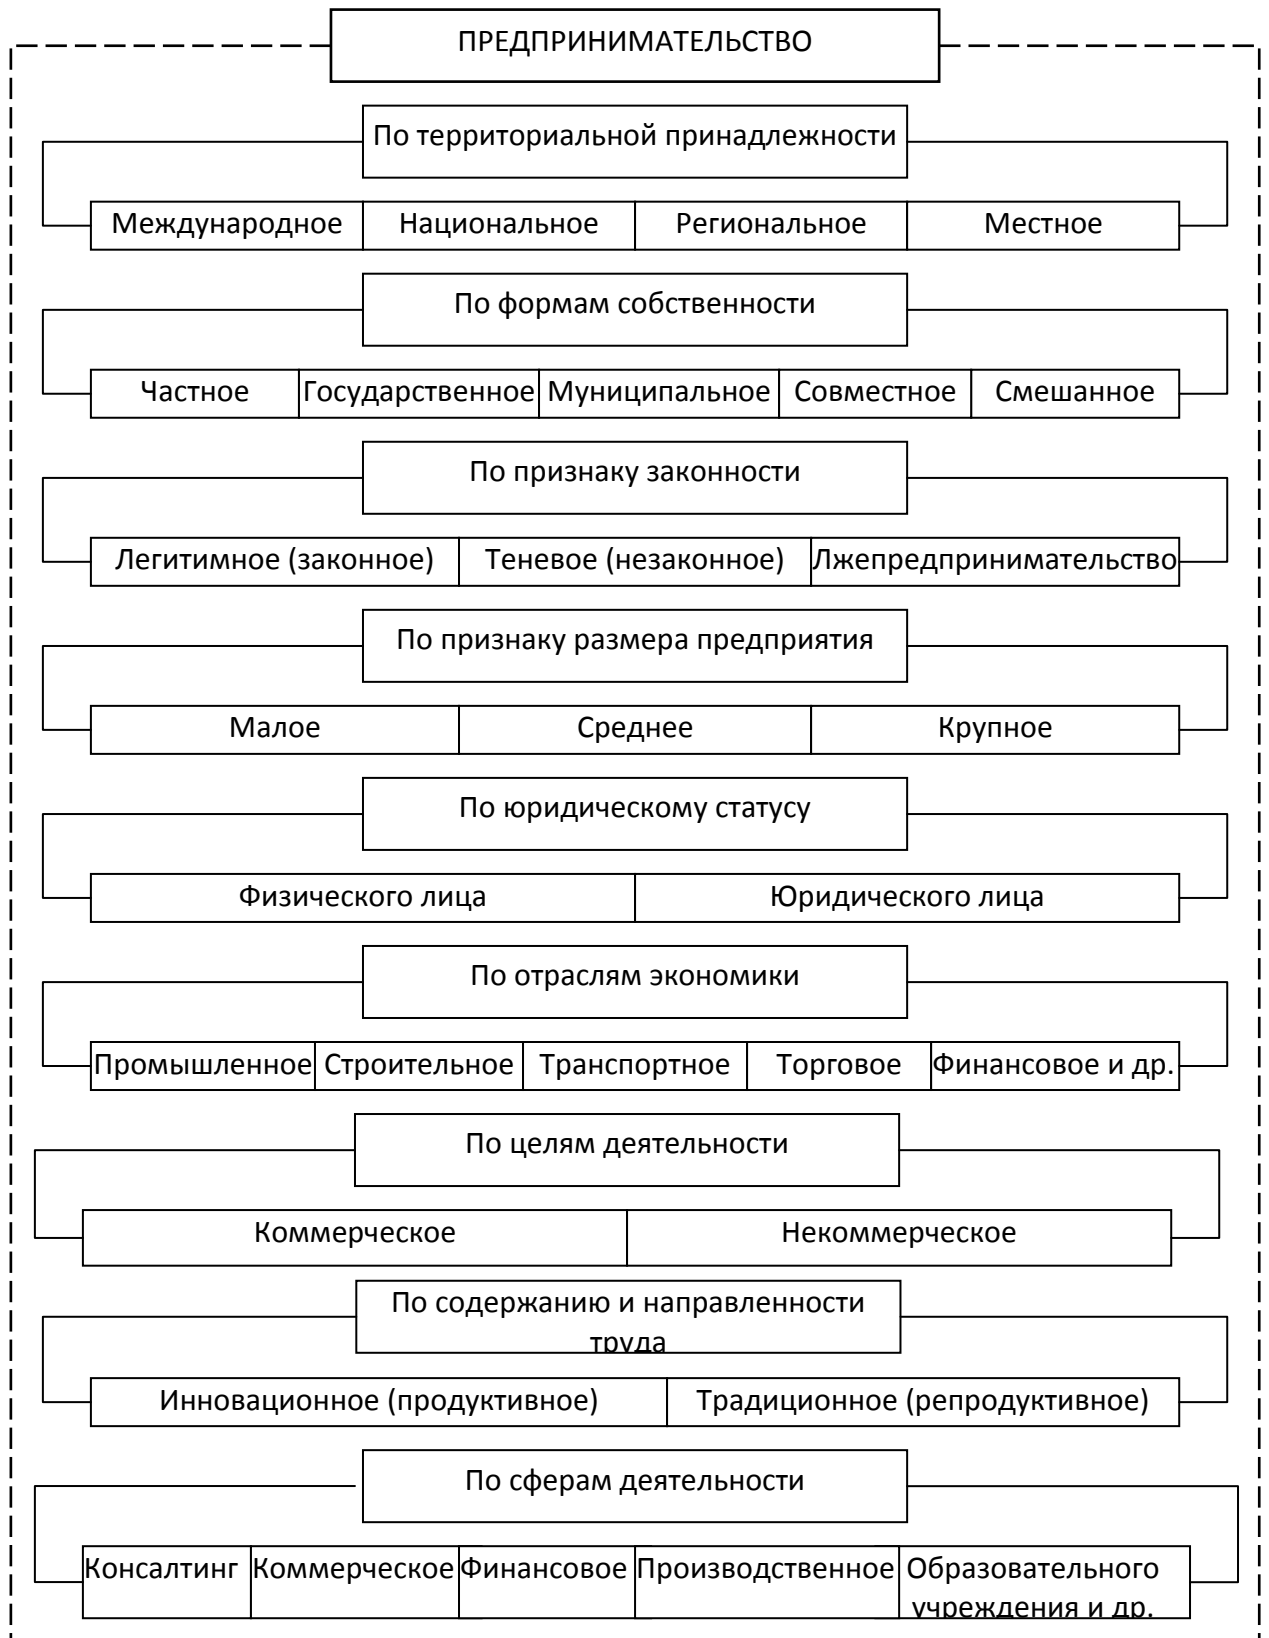 ПРЕДПРИНИМАТЕЛЬСТВО
По территориальной принадлежности
Международное Национальное Региональное Местное
По формам собственности
Частное Государственное Муниципальное Совместное Смешанное
По признаку законности
Легитимное (законное) Теневое (незаконное) Лжепредпринимательство
По признаку размера предприятия
Малое Среднее Крупное
По юридическому статусу
Физического лица Юридического лица
По отраслям экономики
Промышленное Строительное Транспортное Торговое Финансовое и др.
По целям деятельности
Коммерческое Некоммерческое
По содержанию и направленности
труда
Инновационное (продуктивное) Традиционное (репродуктивное)
По сферам деятельности
Консалтинг Коммерческое Финансовое Производственное Образовательного
учреждения и др.